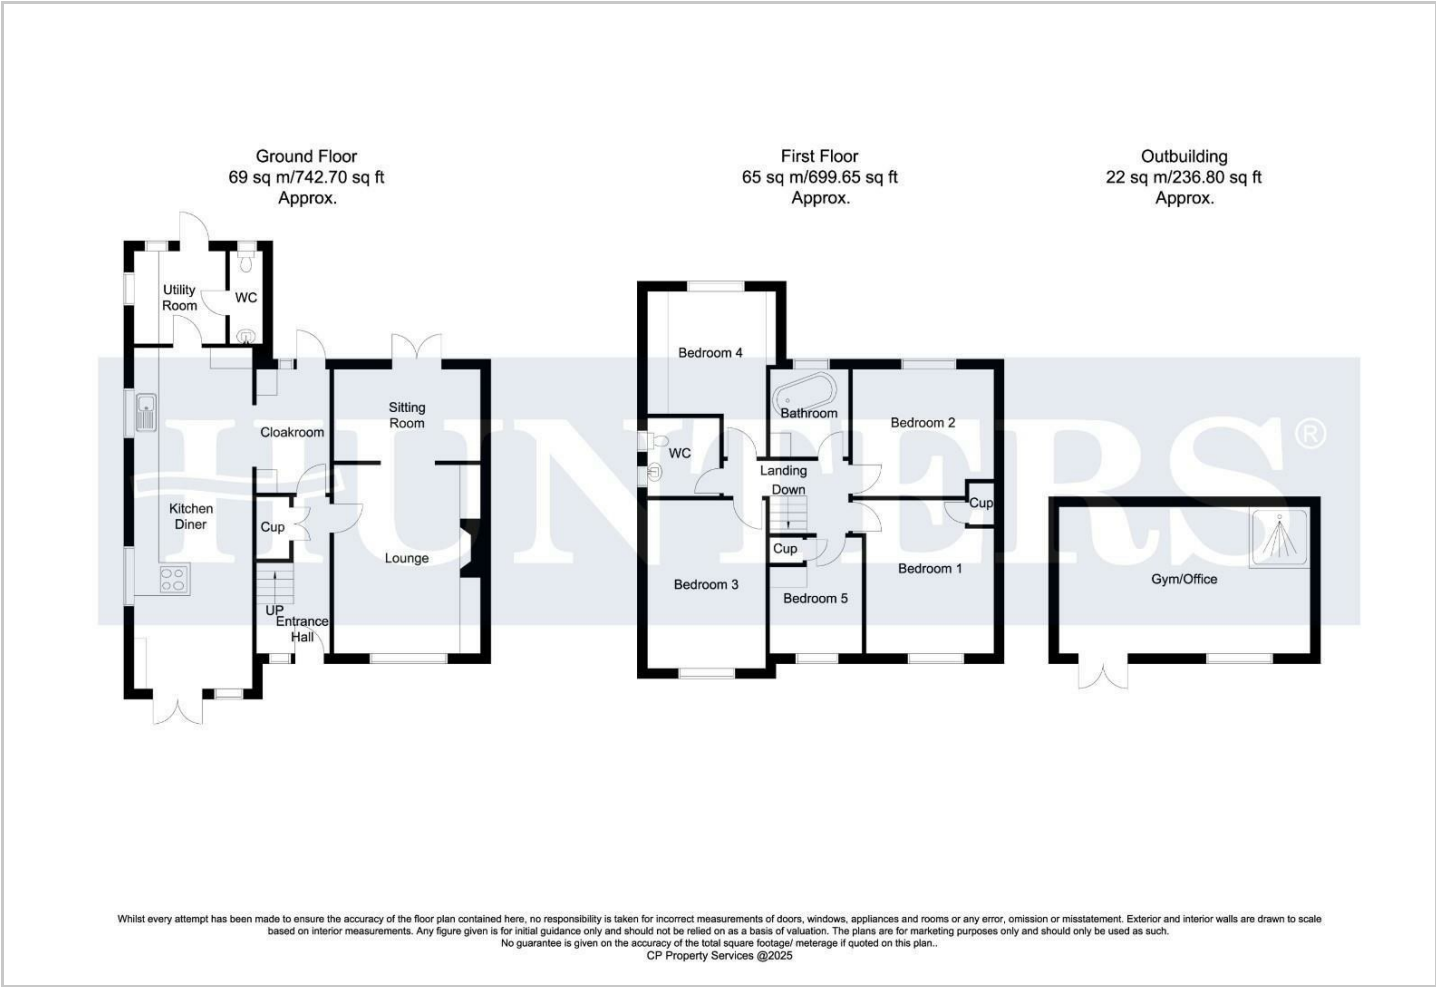 Ground Floor
69 sq m/742.70 sq ft
Approx.
First Floor
65 sq m/699.65 sq ft
Approx.
Outbuilding
22 sq m/236.80 sq ft
Approx.
Utility
Room
WC
Cloakroom
Sitting
Room
Kitchen
Diner
Cup
Lounge
UP
Entrance
Hall
Bedroom 4
Bathroom
Bedroom 2
WC
Landing
Down
Cup
Cup
Bedroom 3
Bedroom 5
Bedroom 1
Gym/Office
HUNTERS®
Whilst every attempt has been made to ensure the accuracy of the floor plan contained here, no responsibility is taken for incorrect measurements of doors, windows, appliances and rooms or any error, omission or misstatement. Exterior and interior walls are drawn to scale
based on interior measurements. Any figure given is for initial guidance only and should not be relied on as a basis of valuation. The plans are for marketing purposes only and should only be used as such.
No guarantee is given on the accuracy of the total square footage/ meterage if quoted on this plan..
CP Property Services @2025